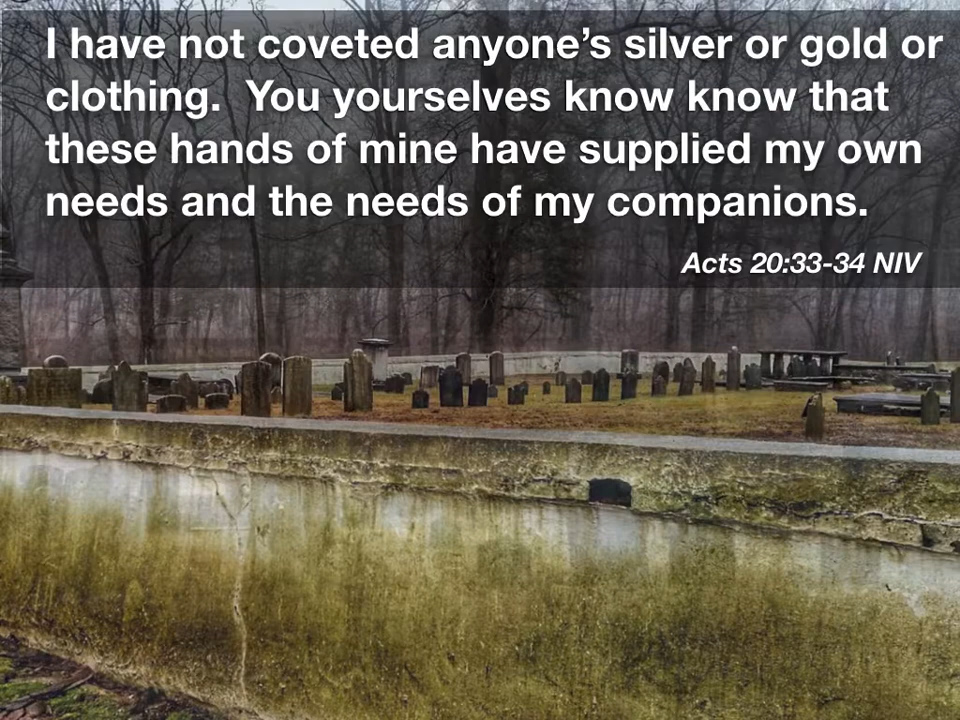 I have not coveted anyone’s silver or gold or
clothing.  You yourselves know know that
these hands of mine have supplied my own
needs and the needs of my companions.
Acts 20:33-34 NIV